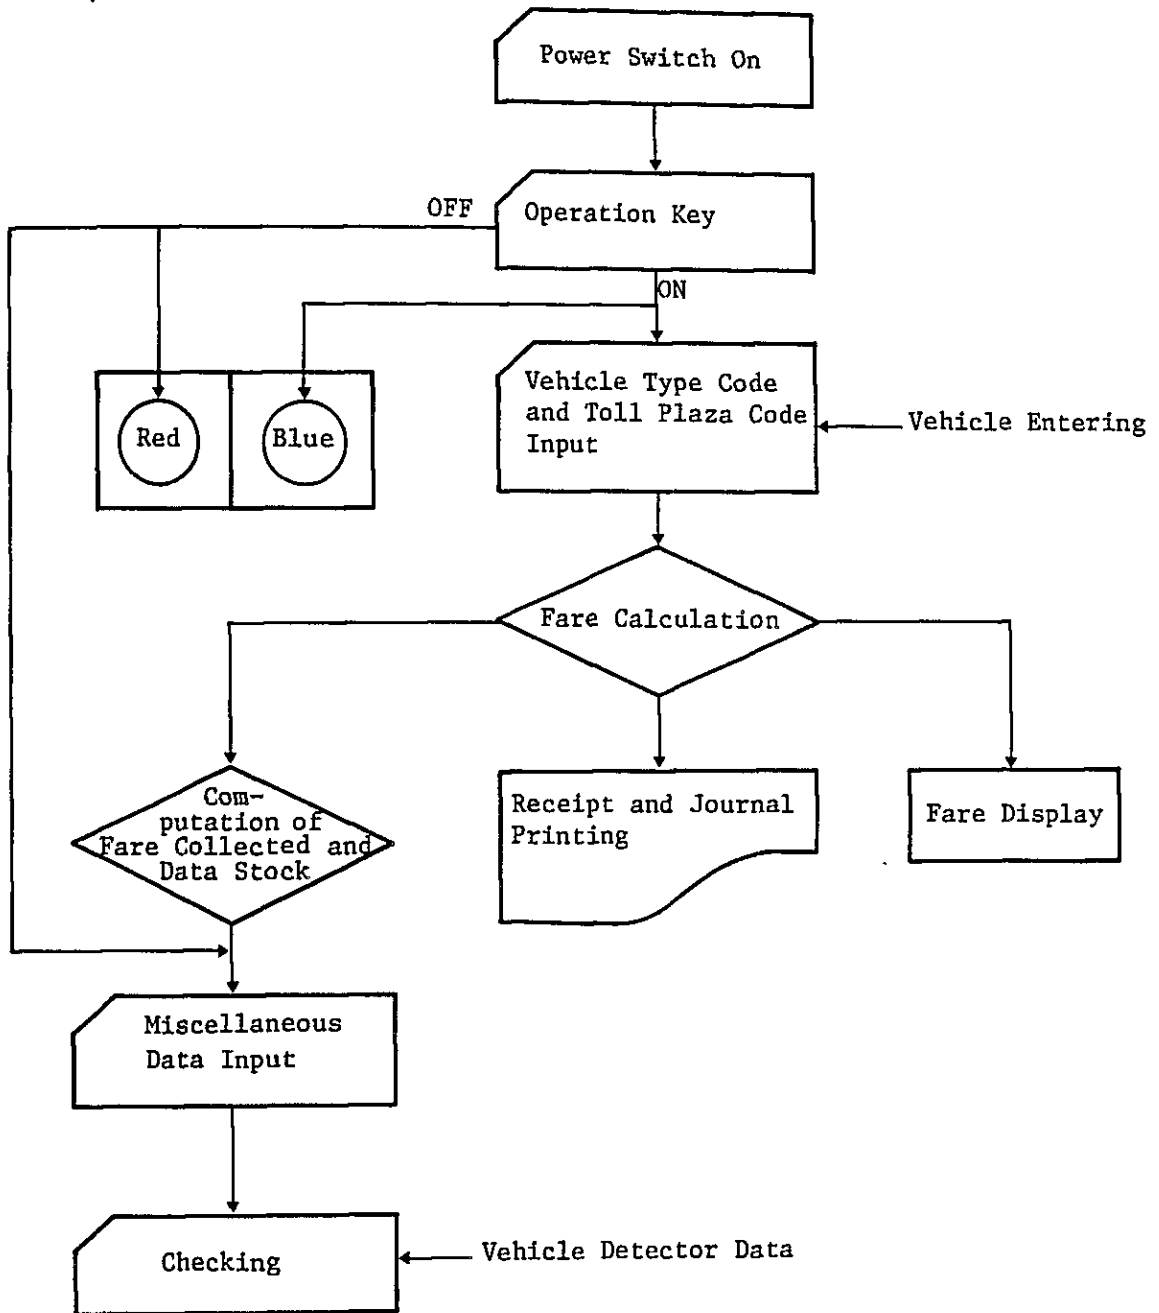 Power Switch On
OFF
Operation Key
ON
Vehicle Type Code
and Toll Plaza Code
Input
Vehicle Entering
Red
Blue
Fare Calculation
Com-
putation of
Fare Collected and
Data Stock
Receipt and Journal
Printing
Fare Display
Miscellaneous
Data Input
Checking
Vehicle Detector Data